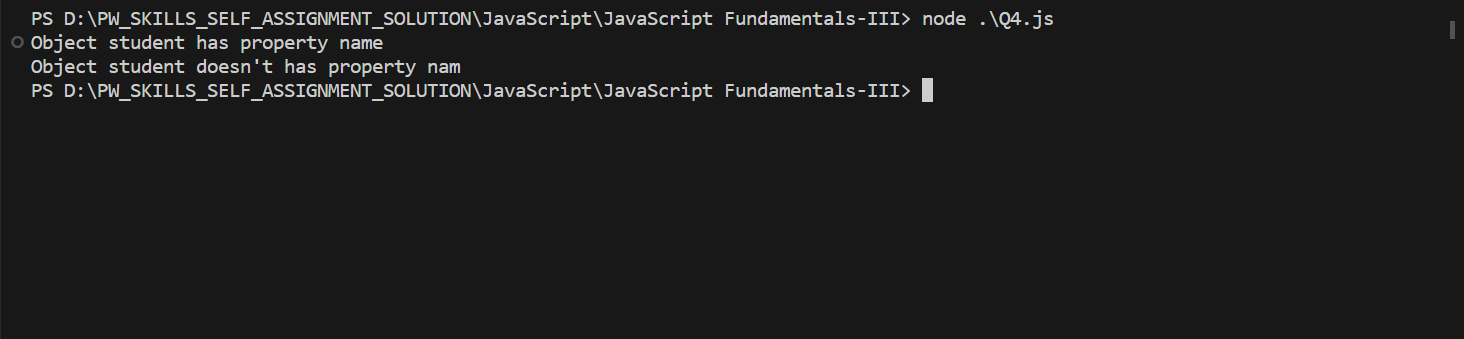 PS D:\PW_SKILLS_SELF_ASSIGNMENT_SOLUTION\JavaScript\JavaScript Fundamentals-III> node .\Q4.js
Object student has property name
Object student doesn't has property nam
PS D:\PW_SKILLS_SELF_ASSIGNMENT_SOLUTION\JavaScript\JavaScript Fundamentals-III>